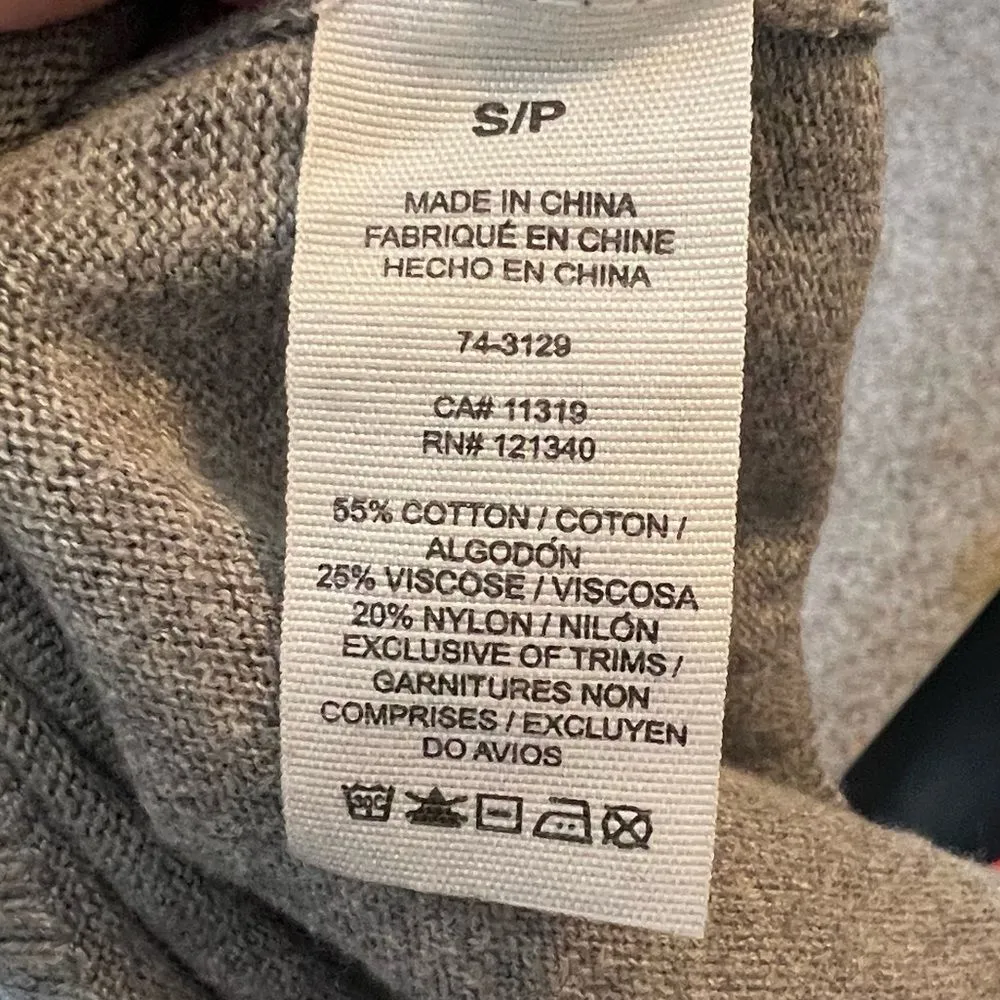 S/P
MADE IN CHINA
FABRIQUÉ EN CHINE
HECHO EN CHINA
74-3129
CA# 11319
RN# 121340
55% COTTON / COTON /
ALGODÓN
25% VISCOSE / VISCOSA
20% NYLON / NILÓN
EXCLUSIVE OF TRIMS /
GARNITURES NON
COMPRISES / EXCLUYEN
DO AVIOS
30C